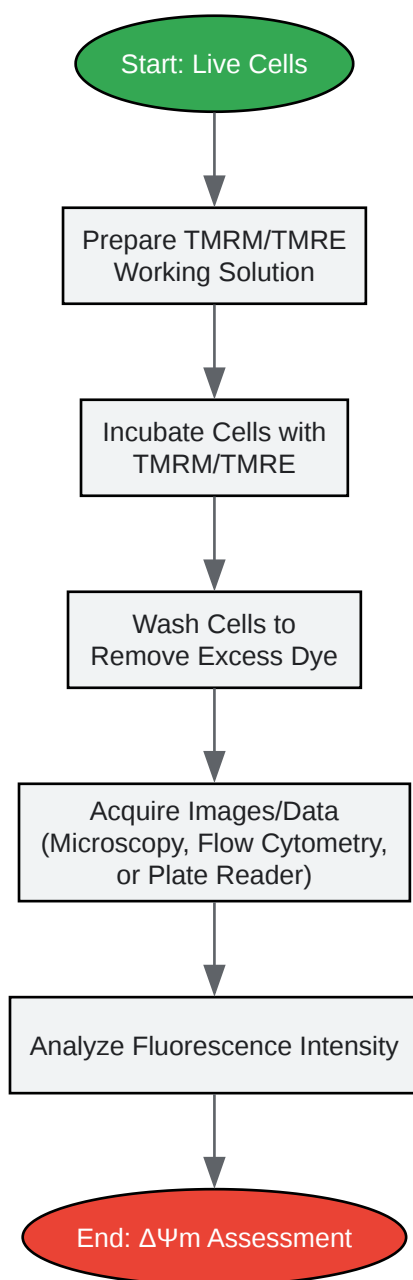 Start: Live Cells
Prepare TMRM/TMRE
Working Solution
Incubate Cells with
TMRM/TMRE
Wash Cells to
Remove Excess Dye
Acquire Images/Data
(Microscopy, Flow Cytometry,
or Plate Reader)
Analyze Fluorescence Intensity
End: ΔΨm Assessment